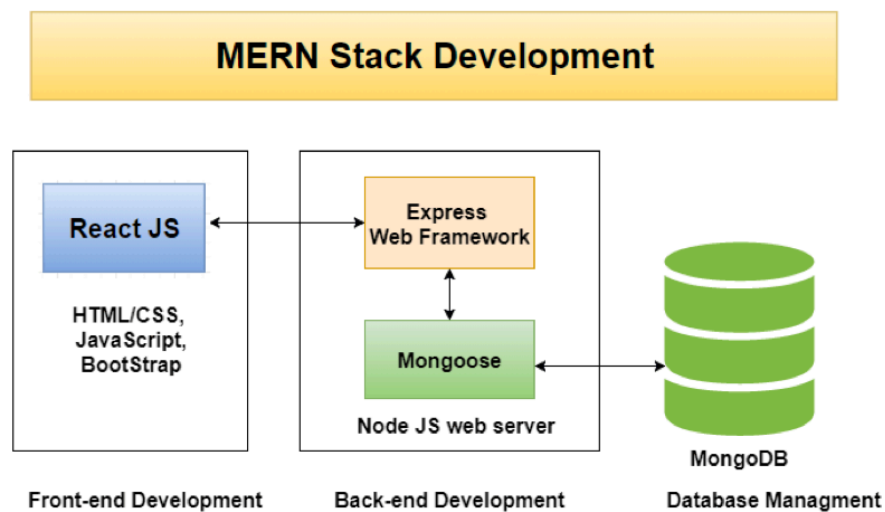 MERN Stack Development
React JS
HTML/CSS,
JavaScript,
BootStrap
Express
Web Framework
Mongoose
Node JS web server
MongoDB
Front-end Development
Back-end Development
Database Managment